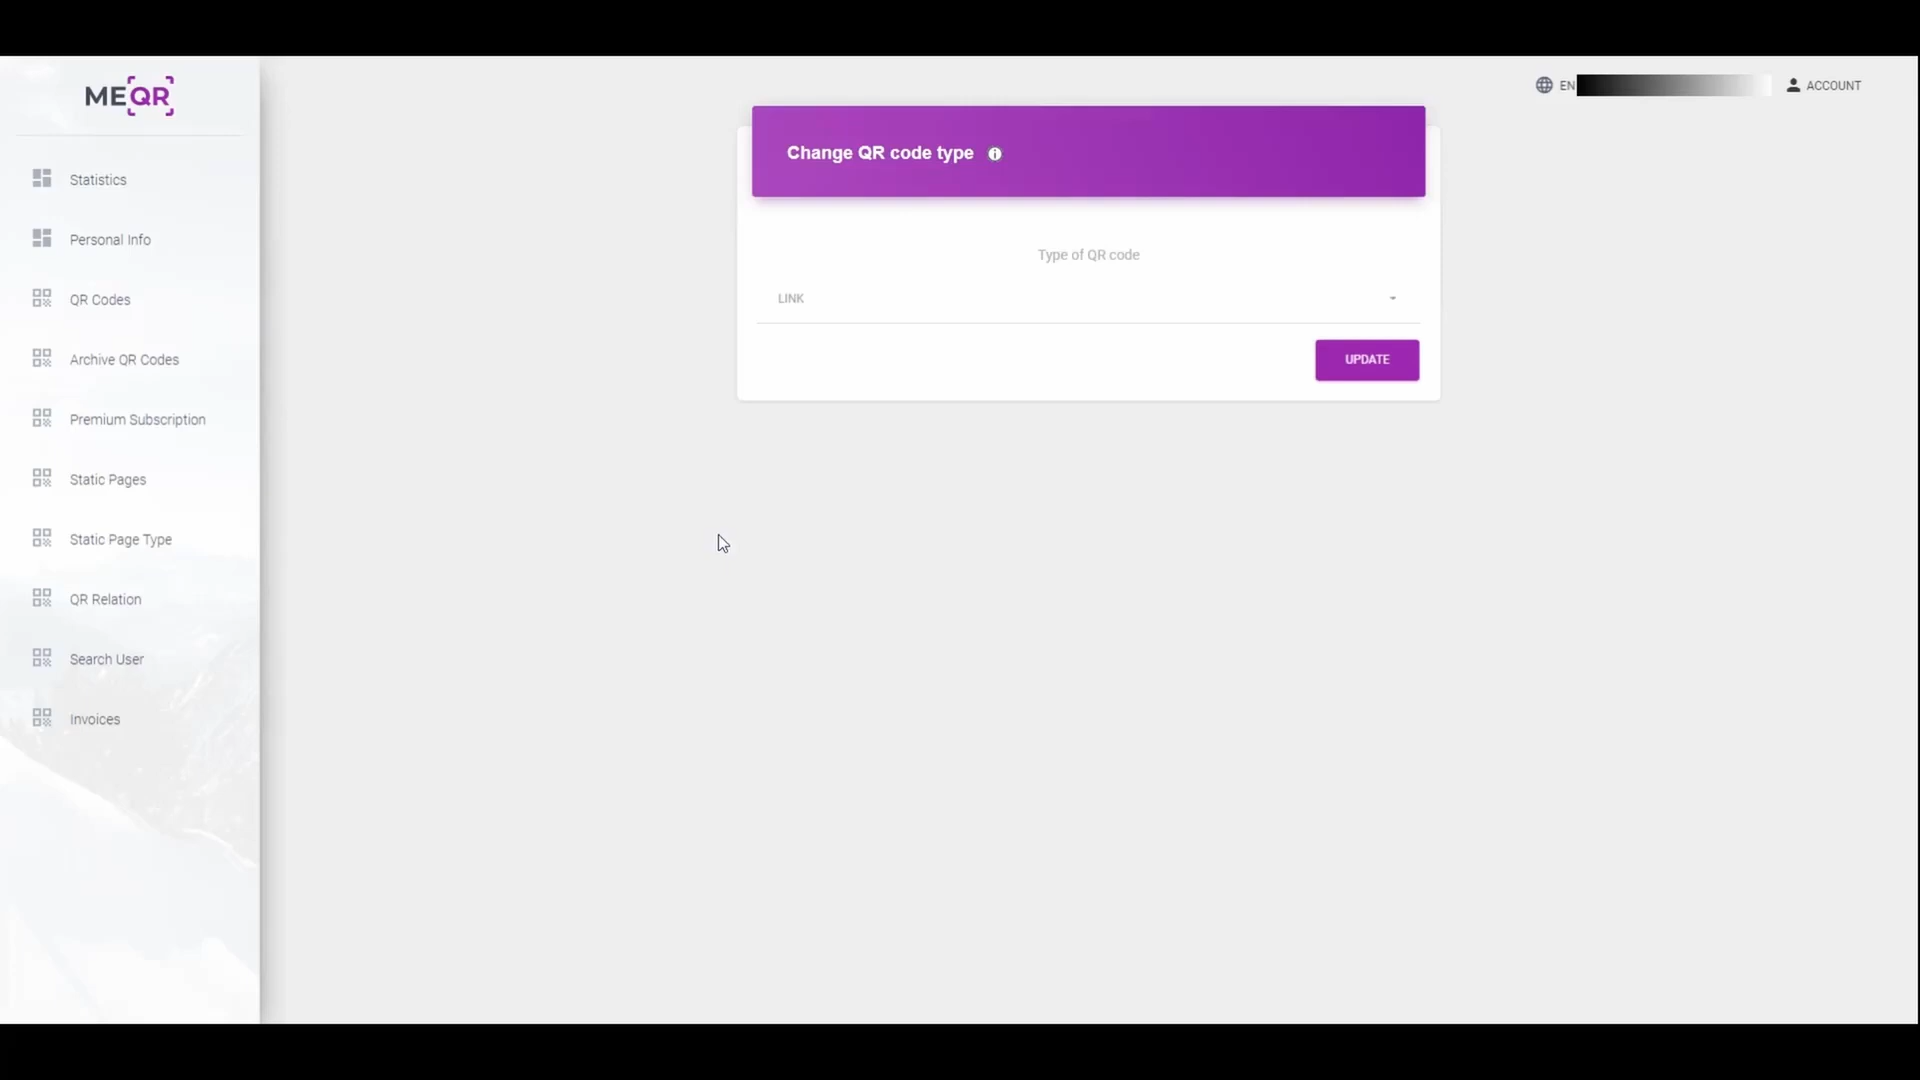 MEQR
EN
ACCOUNT
Change QR code type
Statistics
Personal Info
QR Codes
Archive QR Codes
Premium Subscription
Static Pages
Static Page Type
QR Relation
Search User
Invoices
Type of QR code
LINK
UPDATE